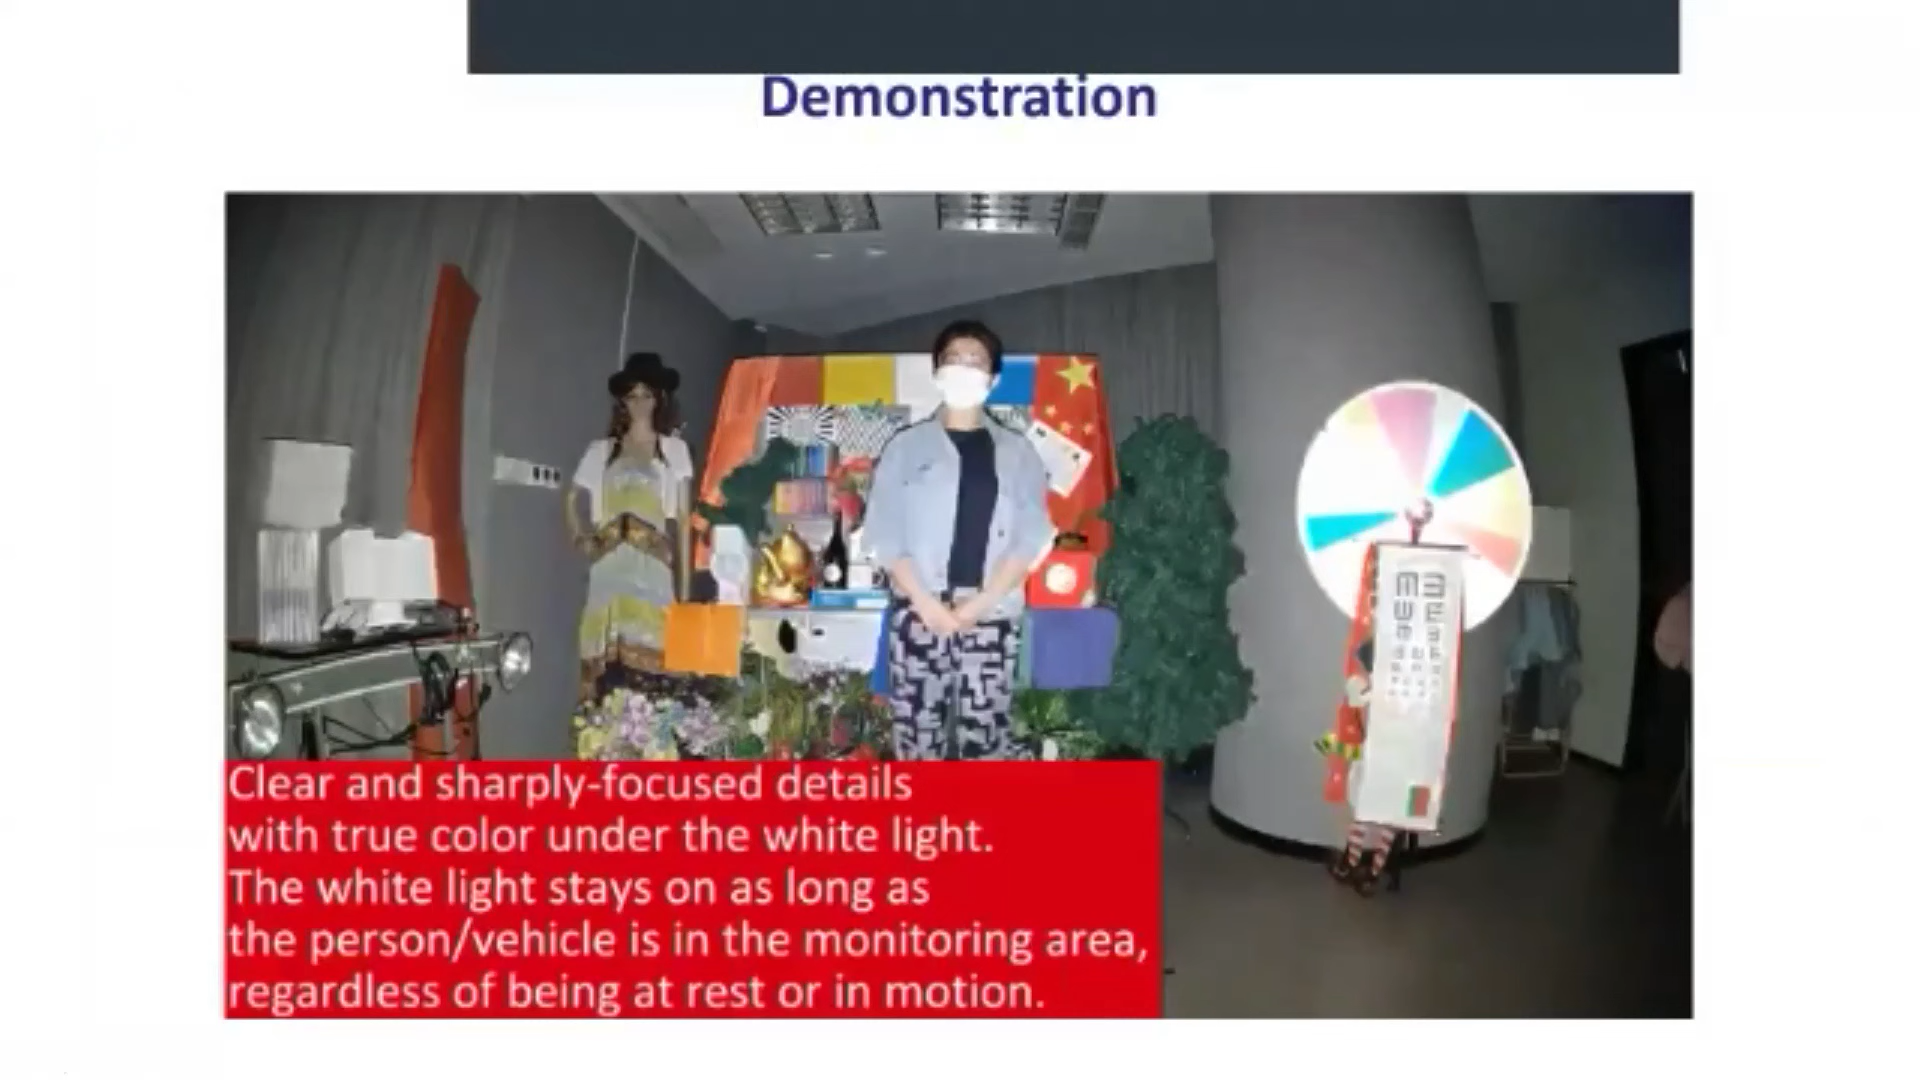 Demonstration
Clear and sharply-focused details
with true color under the white light.
The white light stays on as long as
the person/vehicle is in the monitoring area,
regardless of being at rest or in motion.